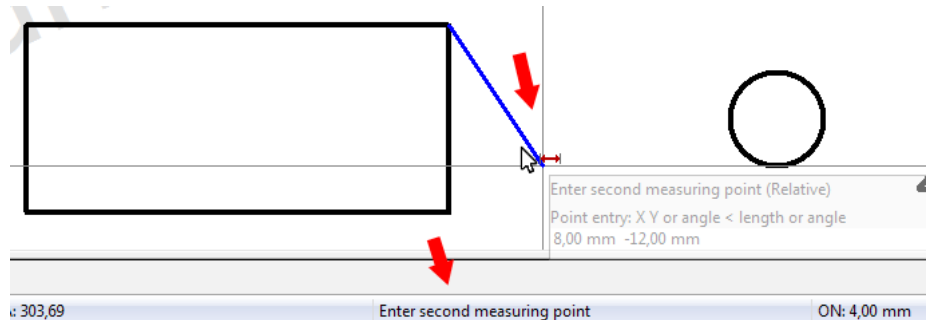 Enter second measuring point (Relative)
Point entry: X Y or angle < length or angle
8,00 mm -12,00 mm
: 303,69
Enter second measuring point
ON: 4,00 mm